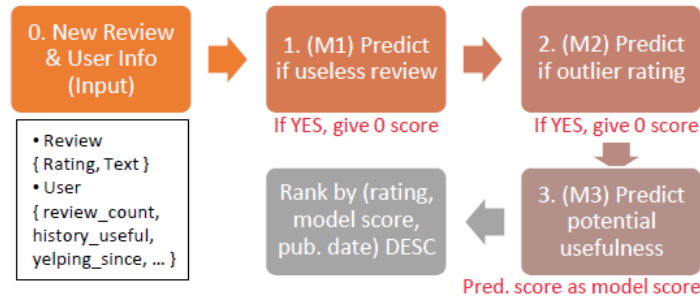 0. New Review
& User Info
(Input)
1. (M1) Predict
if useless review
2. (M2) Predict
if outlier rating
If YES, give 0 score
If YES, give 0 score
• Review
{ Rating, Text }
• User
{ review_count,
history_useful,
yelping_since, ... }
3. (M3) Predict
potential
usefulness
Pred. score as model score
Rank by (rating,
model score,
pub. date) DESC